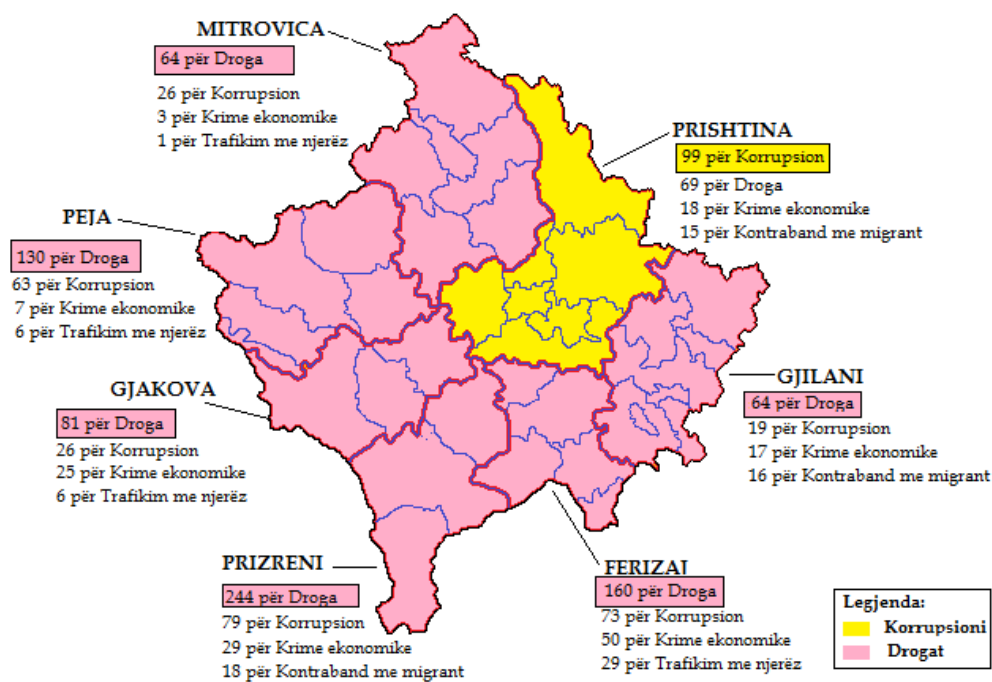 MITROVICA
64 për Droga
26 për Korrupsion
3 për Krime ekonomike
1 për Trafikim me njerëz
PRISHTINA
99 për Korrupsion
69 për Droga
18 për Krime ekonomike
15 për Kontraband me migrant
PEJA
130 për Droga
63 për Korrupsion
7 për Krime ekonomike
6 për Trafikim me njerëz
GJAKOVA
81 për Droga
26 për Korrupsion
25 për Krime ekonomike
6 për Trafikim me njerëz
GJILANI
64 për Droga
19 për Korrupsion
17 për Krime ekonomike
16 për Kontraband me migrant
PRIZRENI
244 për Droga
79 për Korrupsion
29 për Krime ekonomike
18 për Kontraband me migrant
FERIZAJ
160 për Droga
73 për Korrupsion
50 për Krime ekonomike
29 për Trafikim me njerëz
Legjenda:
Korrupsioni
Drogat